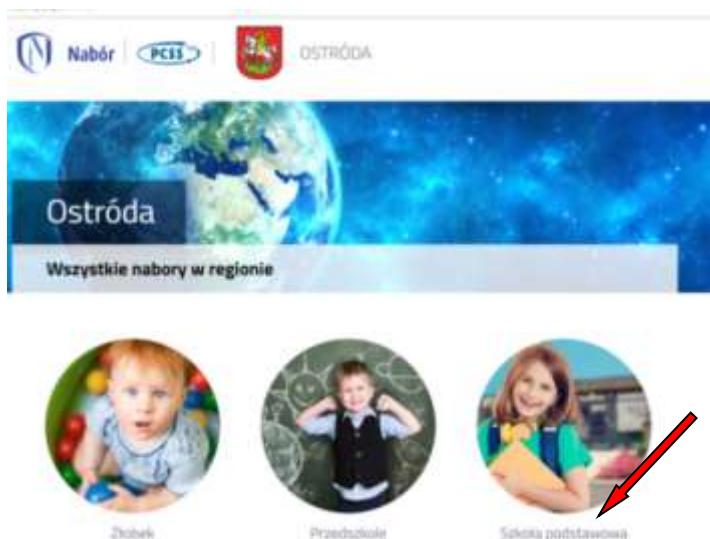 Nabór PCSS OSTRÓDA
Ostróda
Wszystkie nabory w regionie
Żłobek Przedszkole Szkoła podstawowa